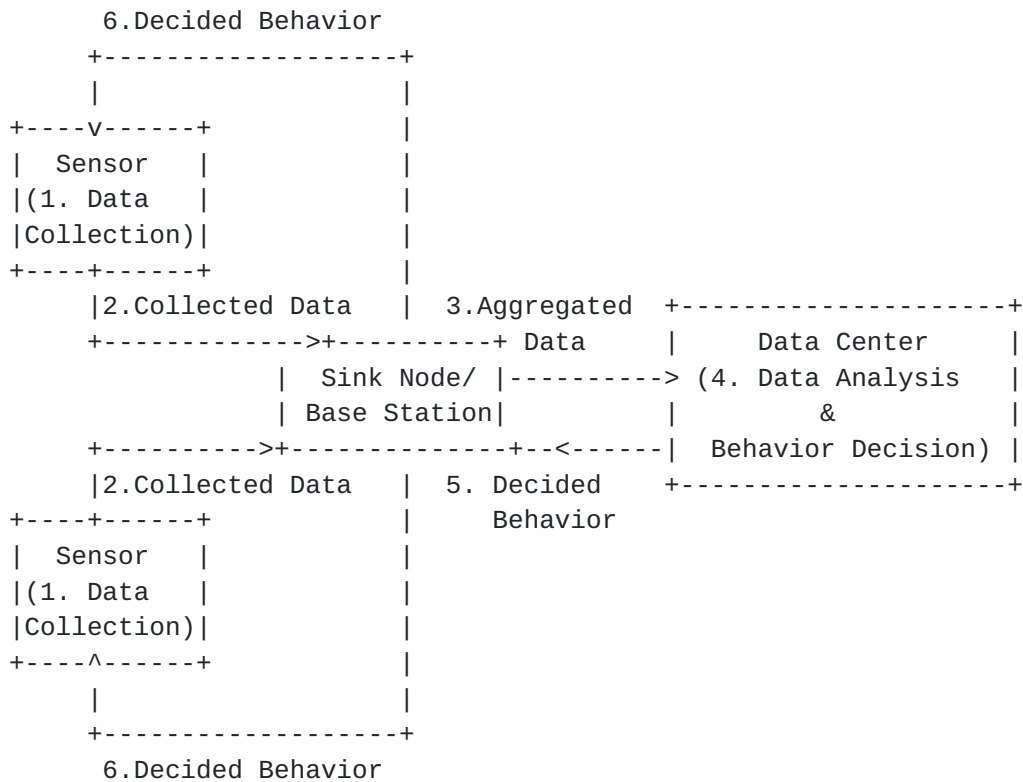 6.Decided Behavior
Sensor
(1. Data
Collection)
2.Collected Data 3.Aggregated
Data Data Center
Sink Node/ (4. Data Analysis
Base Station &
Behavior Decision)
2.Collected Data 5. Decided
Behavior
Sensor
(1. Data
Collection)
6.Decided Behavior